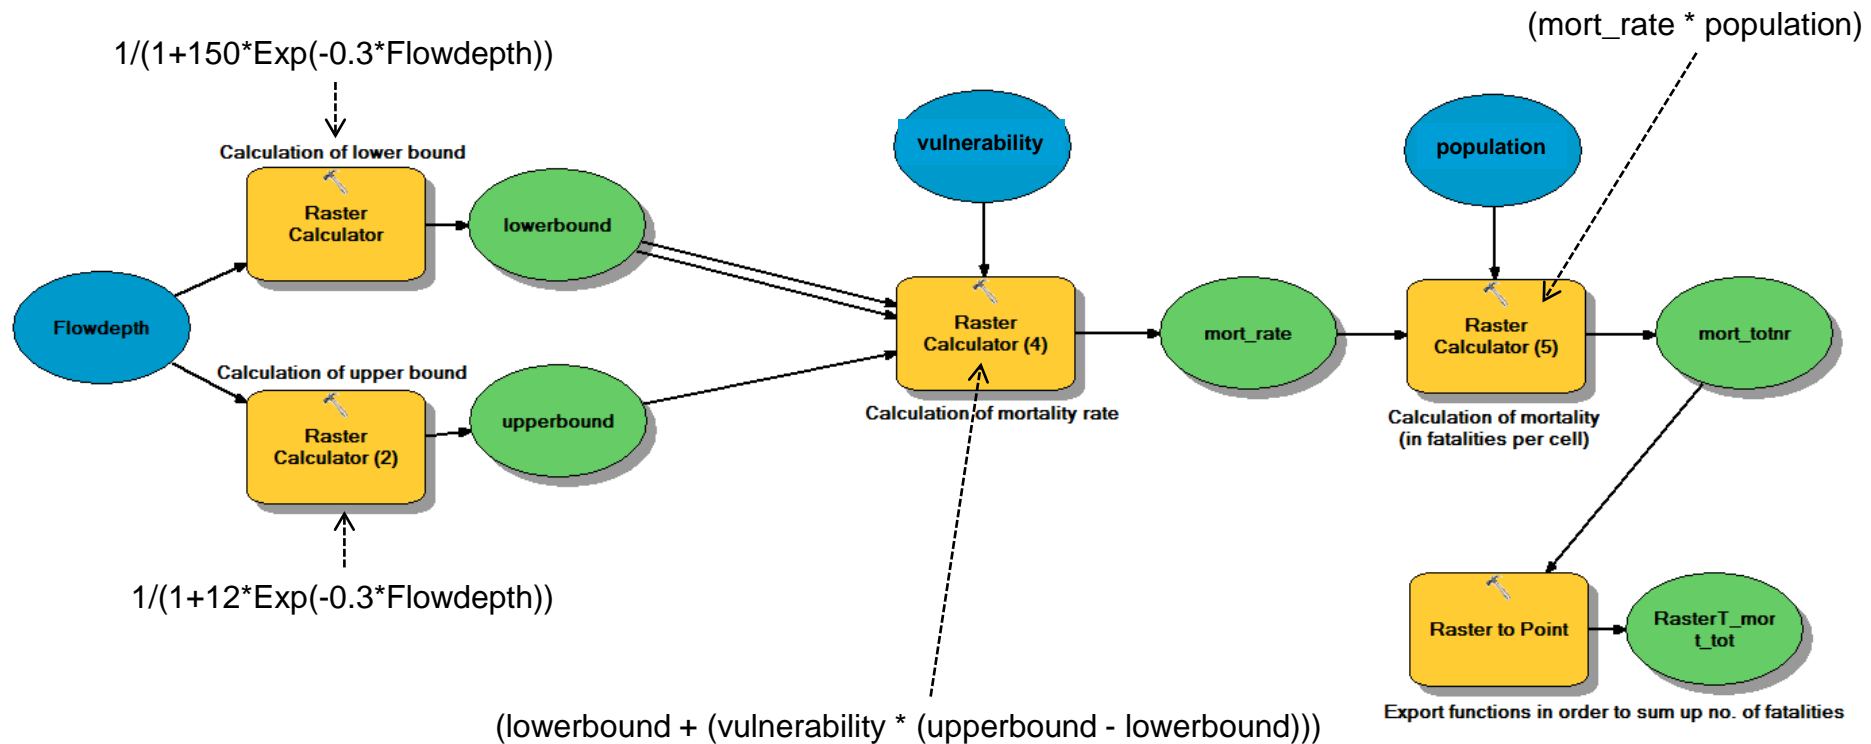 (mort_rate * population)
1/(1+150*Exp(-0.3*Flowdepth))
Calculation of lower bound
Raster
Calculator
lowerbound
vulnerability
population
Flowdepth
Raster
Calculator (4)
mort_rate
Raster
Calculator (5)
mort_totnr
Calculation of upper bound
Raster
Calculator (2)
upperbound
Calculation of mortality rate
Calculation of mortality
(in fatalities per cell)
1/(1+12*Exp(-0.3*Flowdepth))
Raster to Point
RasterT_mor
t_tot
Export functions in order to sum up no. of fatalities
(lowerbound + (vulnerability * (upperbound - lowerbound)))